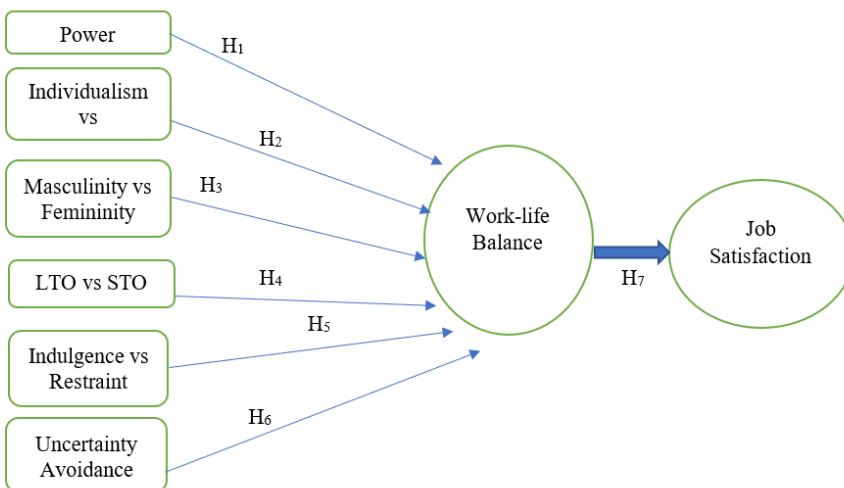 Power
H₁
Individualism
vs
H₂
Masculinity vs
Femininity
H₃
LTO vs STO
H₄
Indulgence vs
Restraint
H₅
Uncertainty
Avoidance
H₆
Work-life
Balance
H₇
Job
Satisfaction